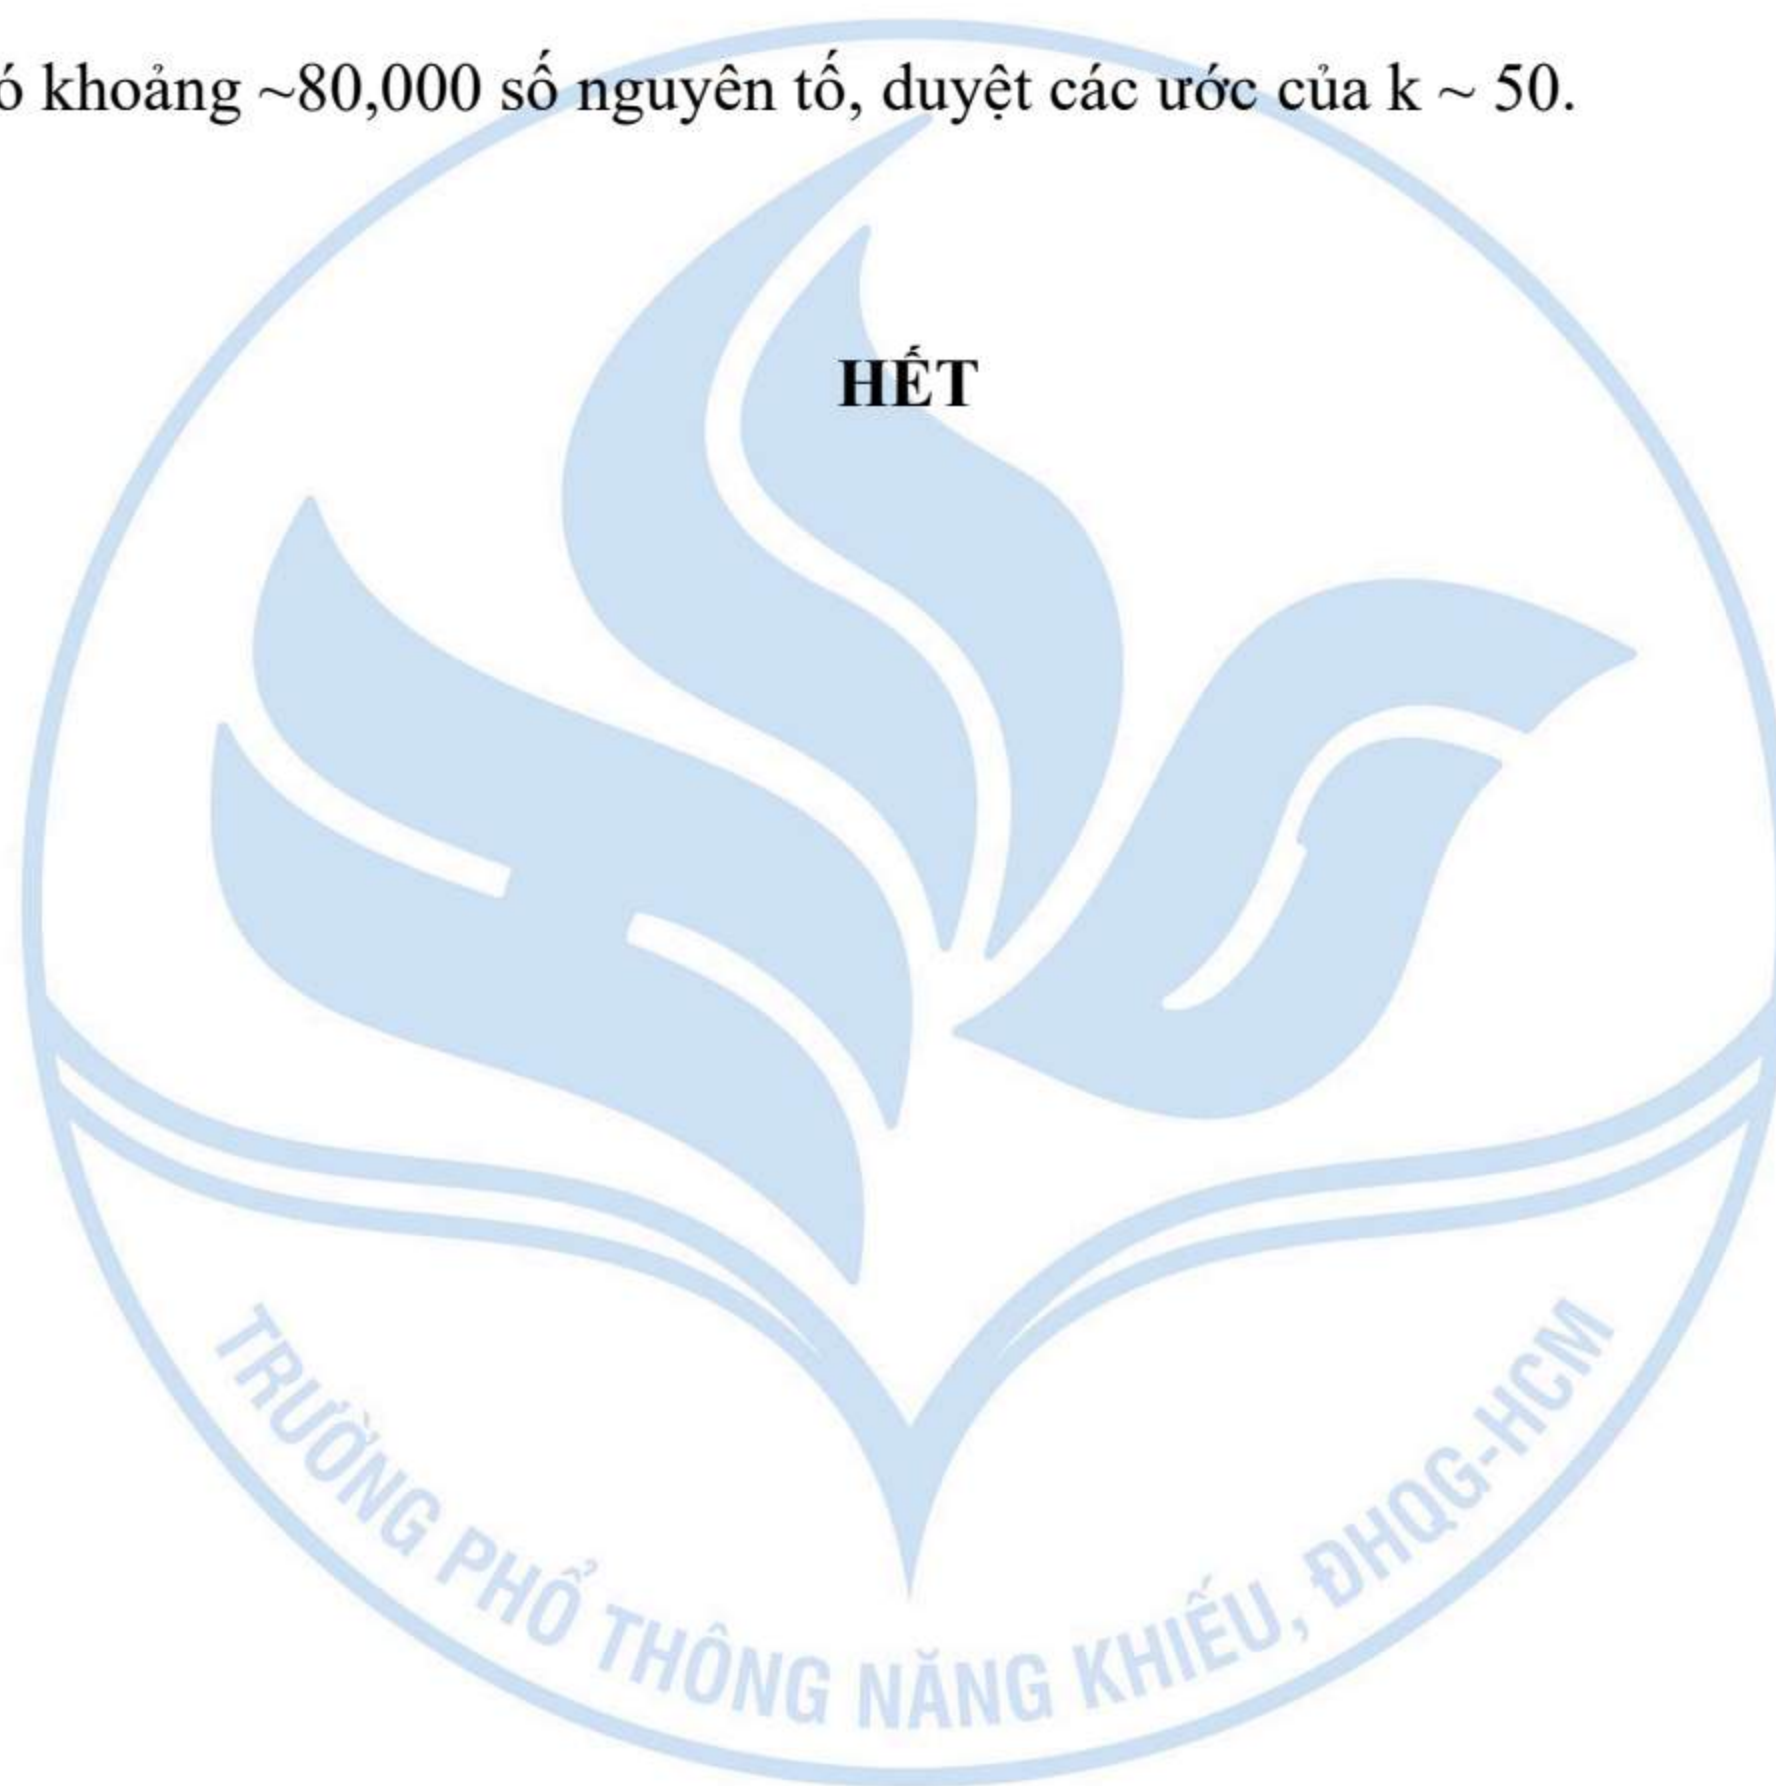 ó khoảng ~80,000 số nguyên tố, duyệt các ước của k ~ 50.
HẾT
TRƯỜNG PHỔ THÔNG NĂNG KHIẾU, ĐHQG-HCM